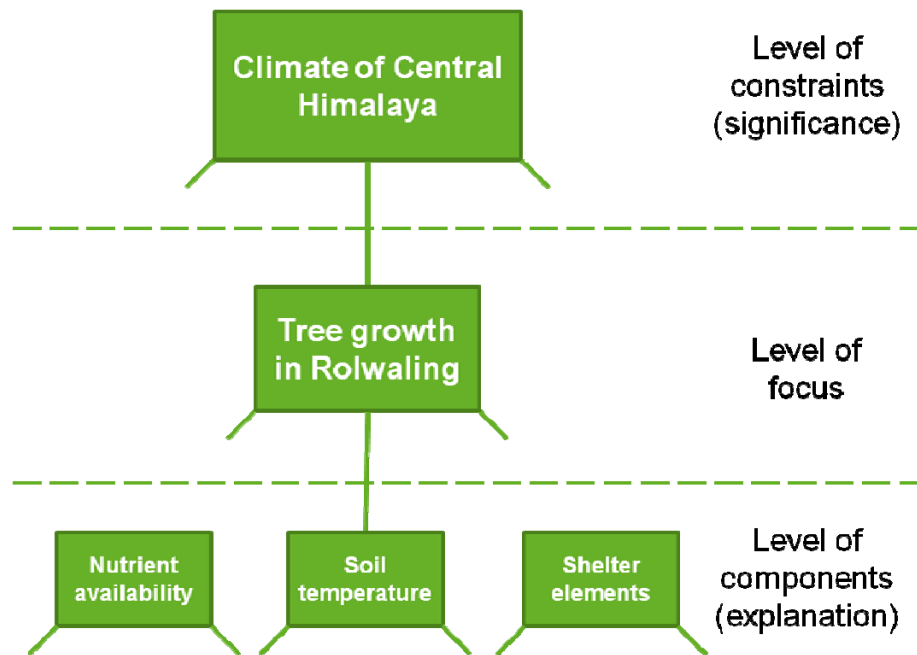 Climate of Central
Himalaya
Level of
constraints
(significance)
Tree growth
in Rolwaling
Level of
focus
Nutrient
availability
Soil
temperature
Shelter
elements
Level of
components
(explanation)